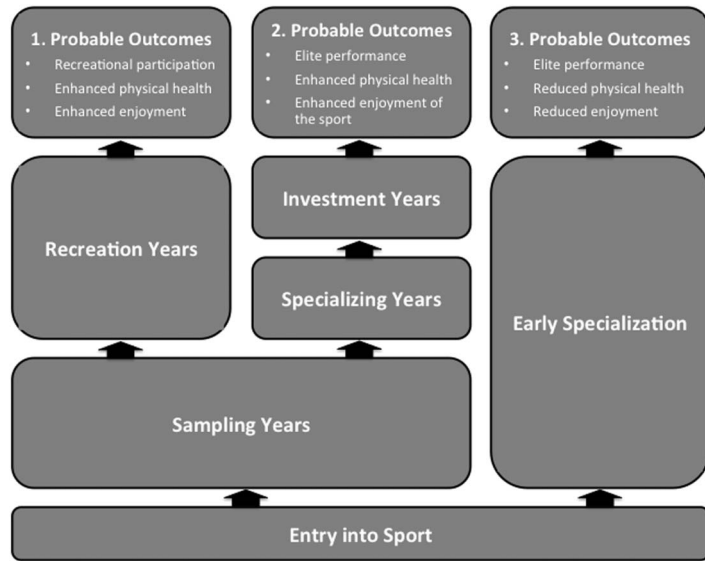 1. Probable Outcomes
• Recreational participation
• Enhanced physical health
• Enhanced enjoyment
2. Probable Outcomes
• Elite performance
• Enhanced physical health
• Enhanced enjoyment of
the sport
3. Probable Outcomes
• Elite performance
• Reduced physical health
• Reduced enjoyment
Recreation Years
Investment Years
Specializing Years
Early Specialization
Sampling Years
Entry into Sport